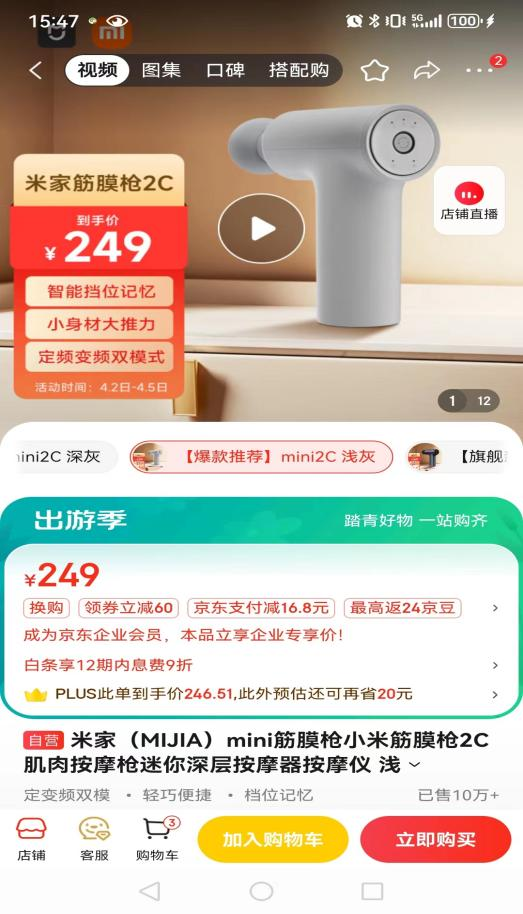 15:47
5G
100
视频 图集 口碑 搭配购
2
米家筋膜枪2C
到手价
¥249
智能挡位记忆
小身材大推力
定频变频双模式
活动时间：4.2日-4.5日
店铺直播
1 12
mini2C 深灰
【爆款推荐】mini2C 浅灰
【旗舰
出游季
踏青好物 一站购齐
¥249
换购 领券立减60 京东支付减16.8元 最高返24京豆
成为京东企业会员，本品立享企业专享价！
白条享12期内息费9折
PLUS此单到手价246.51,此外预估还可再省20元
自营 米家（MIJIA）mini筋膜枪小米筋膜枪2C
肌肉按摩枪迷你深层按摩器按摩仪 浅
定变频双模 · 轻巧便捷 · 档位记忆
已售10万+
3
店铺 客服 购物车
加入购物车
立即购买